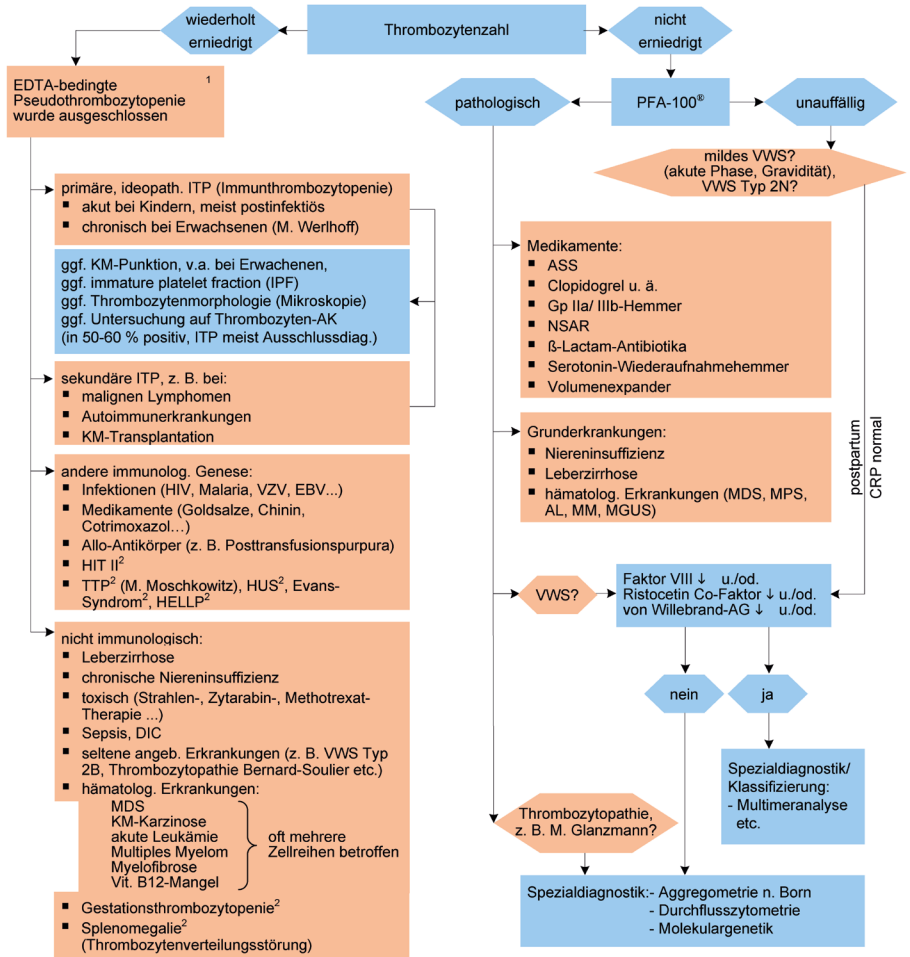 wiederholt
erniedrigt
Thrombozytenzahl
nicht
erniedrigt
EDTA-bedingte 1
Pseudothrombozytopenie
wurde ausgeschlossen
pathologisch
PFA-100®
unauffällig
mildes VWS?
(akute Phase, Gravidität),
VWS Typ 2N?
primäre, ideopath. ITP (Immunthrombozytopenie)
▪ akut bei Kindern, meist postinfektiös
▪ chronisch bei Erwachsenen (M. Werlhoff)
ggf. KM-Punktion, v.a. bei Erwachenen,
ggf. immature platelet fraction (IPF)
ggf. Thrombozytenmorphologie (Mikroskopie)
ggf. Untersuchung auf Thrombozyten-AK
(in 50-60 % positiv, ITP meist Ausschlussdiag.)
sekundäre ITP, z. B. bei:
▪ malignen Lymphomen
▪ Autoimmunerkrankungen
▪ KM-Transplantation
andere immunolog. Genese:
▪ Infektionen (HIV, Malaria, VZV, EBV...)
▪ Medikamente (Goldsalze, Chinin,
Cotrimoxazol...)
▪ Allo-Antikörper (z. B. Posttransfusionspurpura)
▪ HIT II²
▪ TTP² (M. Moschkowitz), HUS², Evans-
Syndrom², HELLP²
nicht immunologisch:
▪ Leberzirrhose
▪ chronische Niereninsuffizienz
▪ toxisch (Strahlen-, Zytarabin-, Methotrexat-
Therapie ...)
▪ Sepsis, DIC
▪ seltene angeb. Erkrankungen (z. B. VWS Typ
2B, Thrombozytopathie Bernard-Soulier etc.)
▪ hämatolog. Erkrankungen:
MDS
KM-Karzinose
akute Leukämie
Multiples Myelom
Myelofibrose
Vit. B12-Mangel
oft mehrere
Zellreihen betroffen
▪ Gestationsthrombozytopenie²
▪ Splenomegalie²
(Thrombozytenverteilungsstörung)
Medikamente:
▪ ASS
▪ Clopidogrel u. ä.
▪ Gp IIa/ IIIb-Hemmer
▪ NSAR
▪ ß-Lactam-Antibiotika
▪ Serotonin-Wiederaufnahmehemmer
▪ Volumenexpander
Grunderkrankungen:
▪ Niereninsuffizienz
▪ Leberzirrhose
▪ hämatolog. Erkrankungen (MDS, MPS,
AL, MM, MGUS)
postpartum
CRP normal
VWS?
Faktor VIII ↓ u./od.
Ristocetin Co-Faktor ↓ u./od.
von Willebrand-AG ↓ u./od.
nein
ja
Spezialdiagnostik/
Klassifizierung:
- Multimeranalyse
etc.
Thrombozytopathie,
z. B. M. Glanzmann?
Spezialdiagnostik:- Aggregometrie n. Born
- Durchflusszytometrie
- Molekulargenetik